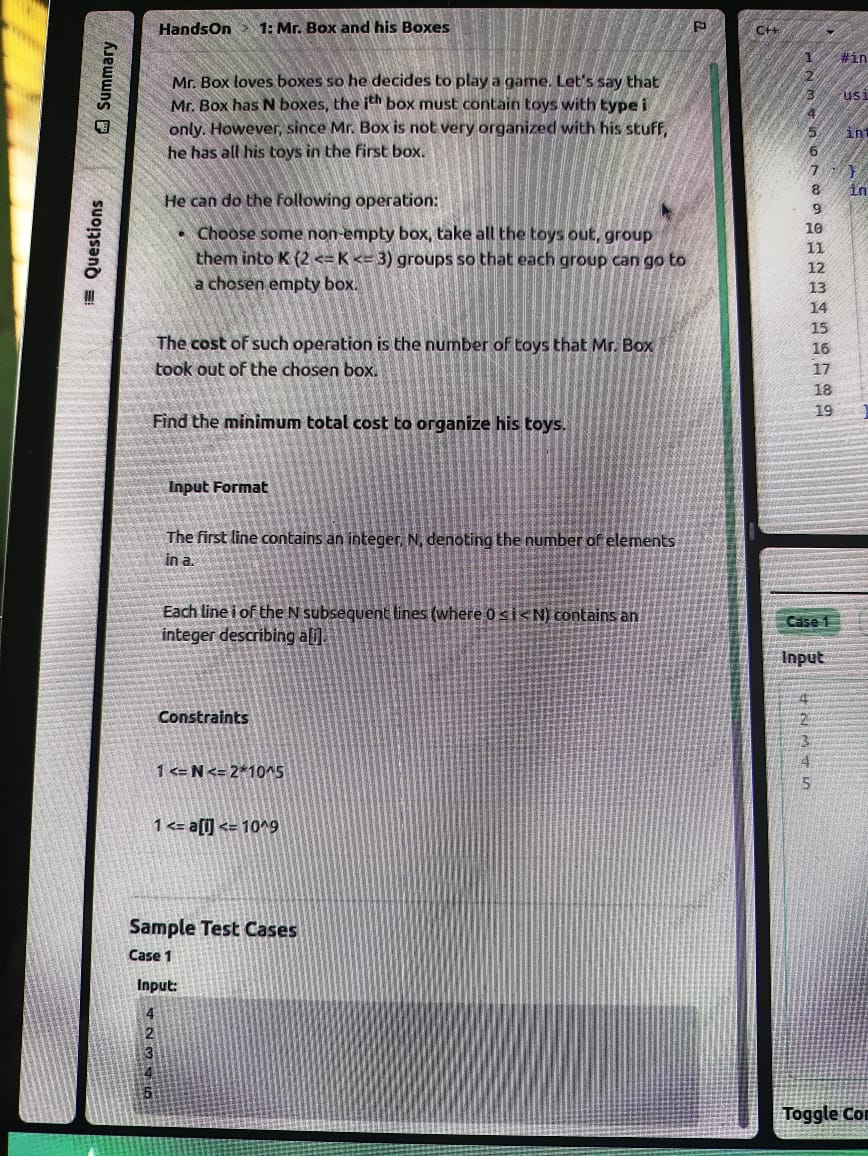 Summary
Questions
HandsOn > 1: Mr. Box and his Boxes
Mr. Box loves boxes so he decides to play a game. Let's say that
Mr. Box has N boxes, the ith box must contain toys with type i
only. However, since Mr. Box is not very organized with his stuff,
he has all his toys in the first box.
He can do the following operation:
• Choose some non-empty box, take all the toys out, group
them into K (2 <= K <= 3) groups so that each group can go to
a chosen empty box.
The cost of such operation is the number of toys that Mr. Box
took out of the chosen box.
Find the minimum total cost to organize his toys.
Input Format
The first line contains an integer, N, denoting the number of elements
in a.
Each line i of the N subsequent lines (where 0 ≤ i < N) contains an
integer describing a[i].
Constraints
1 <= N <= 2*10^5
1 <= a[i] <= 10^9
Sample Test Cases
Case 1
Input:
4
2
3
4
5
C++
1 #in
2
3 usi
4
5 int
6
7 }
8 in
9
10
11
12
13
14
15
16
17
18
19 }
Case 1
Input
4
2
3
4
5
Toggle Co